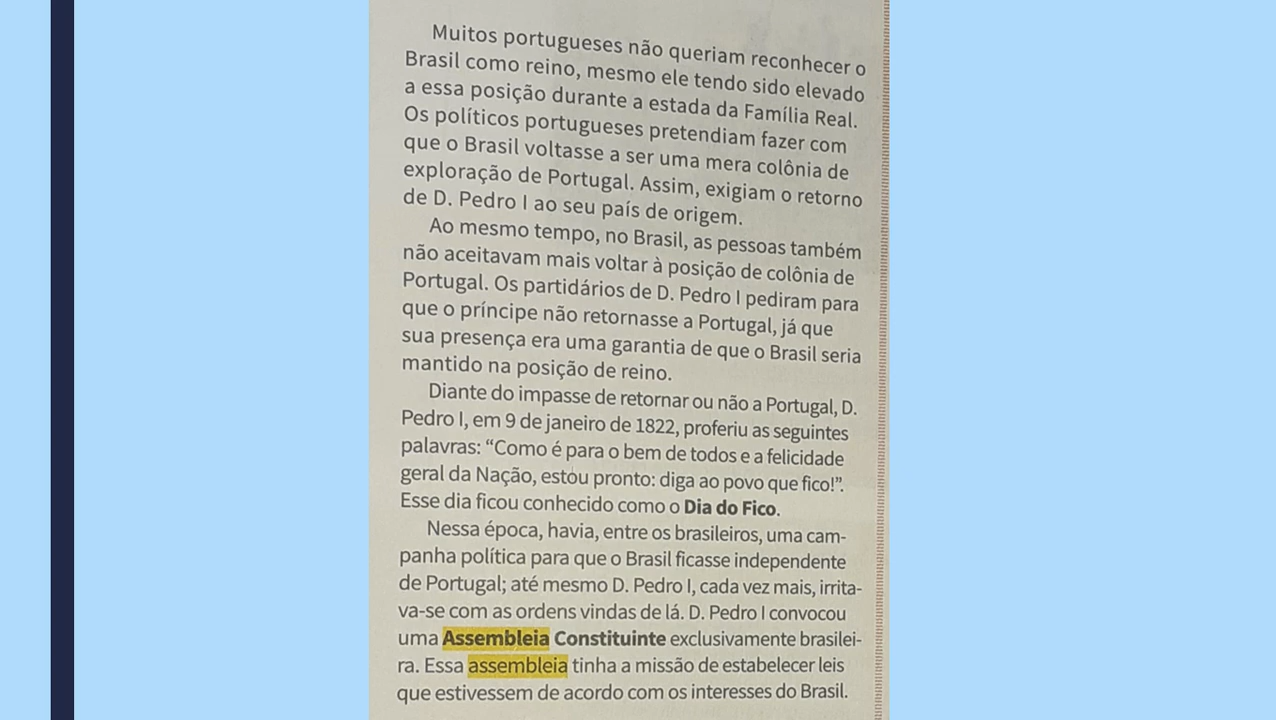 Muitos portugueses não queriam reconhecer o
Brasil como reino, mesmo ele tendo sido elevado
a essa posição durante a estada da Família Real.
Os políticos portugueses pretendiam fazer com
que o Brasil voltasse a ser uma mera colônia de
exploração de Portugal. Assim, exigiam o retorno
de D. Pedro I ao seu país de origem.
Ao mesmo tempo, no Brasil, as pessoas também
não aceitavam mais voltar à posição de colônia de
Portugal. Os partidários de D. Pedro I pediram para
que o príncipe não retornasse a Portugal, já que
sua presença era uma garantia de que o Brasil seria
mantido na posição de reino.
Diante do impasse de retornar ou não a Portugal, D.
Pedro I, em 9 de janeiro de 1822, proferiu as seguintes
palavras: “Como é para o bem de todos e a felicidade
geral da Nação, estou pronto: diga ao povo que fico!”.
Esse dia ficou conhecido como o Dia do Fico.
Nessa época, havia, entre os brasileiros, uma cam-
panha política para que o Brasil ficasse independente
de Portugal; até mesmo D. Pedro I, cada vez mais, irrita-
va-se com as ordens vindas de lá. D. Pedro I convocou
uma Assembleia Constituinte exclusivamente brasilei-
ra. Essa assembleia tinha a missão de estabelecer leis
que estivessem de acordo com os interesses do Brasil.